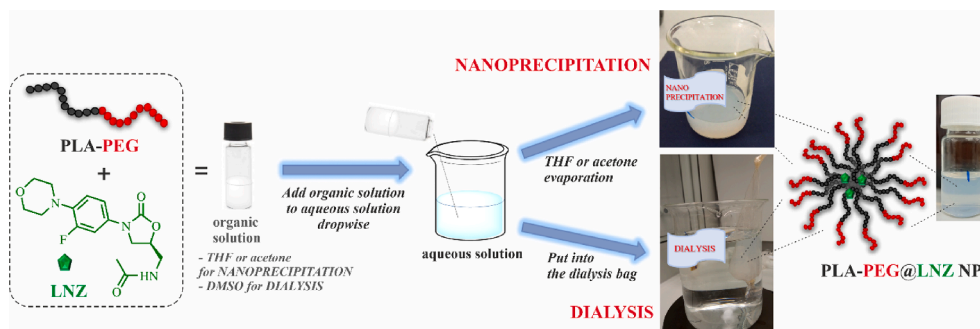 PLA-PEG
+
O
N
F
N
O
O
HN
O
LNZ
=
organic
solution
- THF or acetone
for NANOPRECIPITATION
- DMSO for DIALYSIS
Add organic solution
to aqueous solution
dropwise
aqueous solution
NANOPRECIPITATION
THF or acetone
evaporation
Put into
the dialysis bag
DIALYSIS
NANO
PRECIPITATION
DIALYSIS
PLA-PEG@LNZ NP